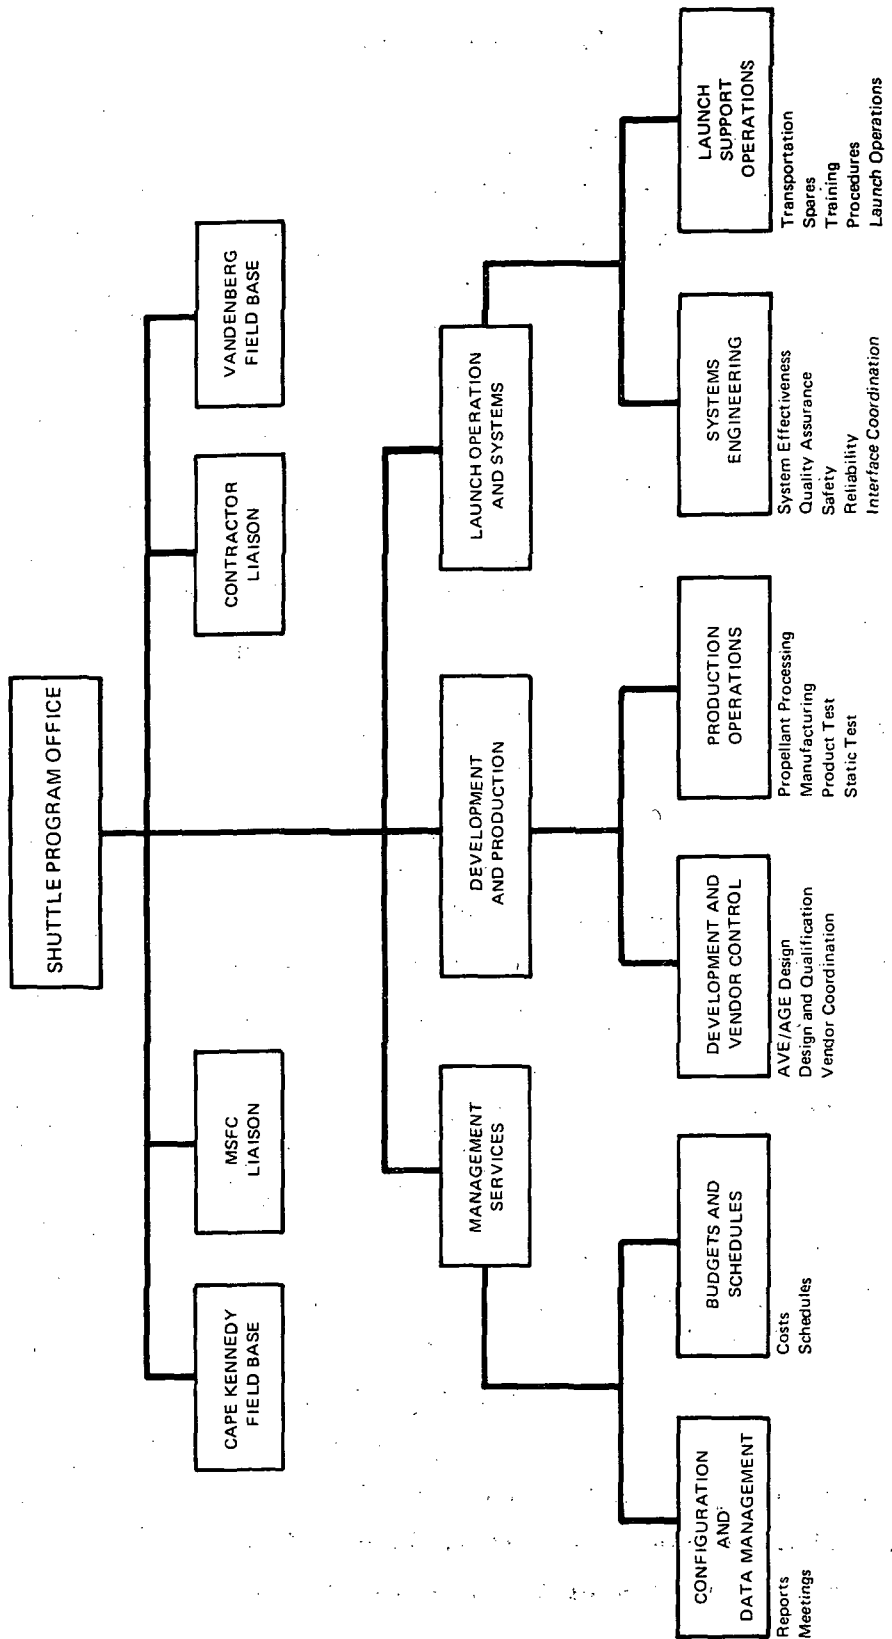 SHUTTLE PROGRAM OFFICE
CAPE KENNEDY
FIELD BASE
MSFC
LIAISON
CONTRACTOR
LIAISON
VANDENBERG
FIELD BASE
MANAGEMENT
SERVICES
DEVELOPMENT
AND PRODUCTION
LAUNCH OPERATION
AND SYSTEMS
CONFIGURATION
AND
DATA MANAGEMENT
Reports
Meetings
BUDGETS AND
SCHEDULES
Costs
Schedules
DEVELOPMENT AND
VENDOR CONTROL
AVE/AGE Design
Design and Qualification
Vendor Coordination
PRODUCTION
OPERATIONS
Propellant Processing
Manufacturing
Product Test
Static Test
SYSTEMS
ENGINEERING
System Effectiveness
Quality Assurance
Safety
Reliability
Interface Coordination
LAUNCH
SUPPORT
OPERATIONS
Transportation
Spares
Training
Procedures
Launch Operations